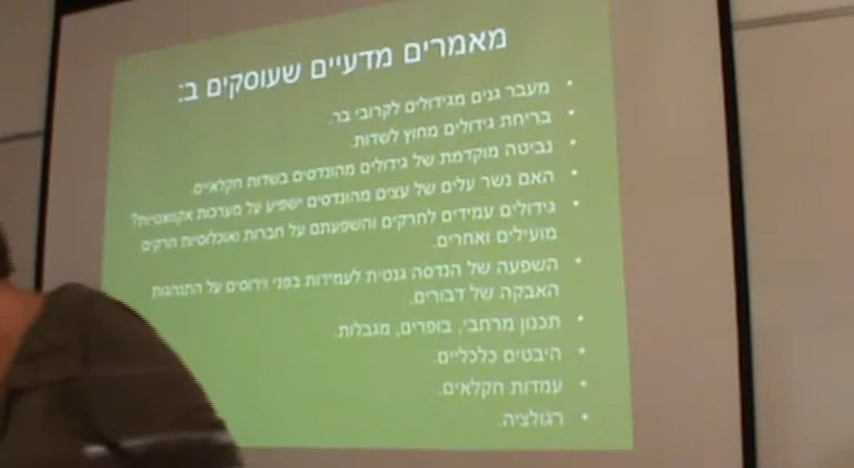 מאמרים מדעיים שעוסקים ב:
• מעבר גנים מגידולים לקרובי בר.
• בריחת גידולים מחוץ לשדות.
• נביטה מוקדמת של גידולים מהונדסים בשדות חקלאיים.
• האם נשר עלים של עצים מהונדסים ישפיע על מערכות אקוואטיות?
• גידולים עמידים לחרקים והשפעתם על חברות ואוכלוסיות חרקים
מועילים ואחרים.
• השפעה של הנדסה גנטית לעמידות בפני וירוסים על התנהגות
האבקה של דבורים.
• תכנון מרחבי, בופרים, מגבלות.
• היבטים כלכליים.
• עמדות חקלאים.
• רגולציה.